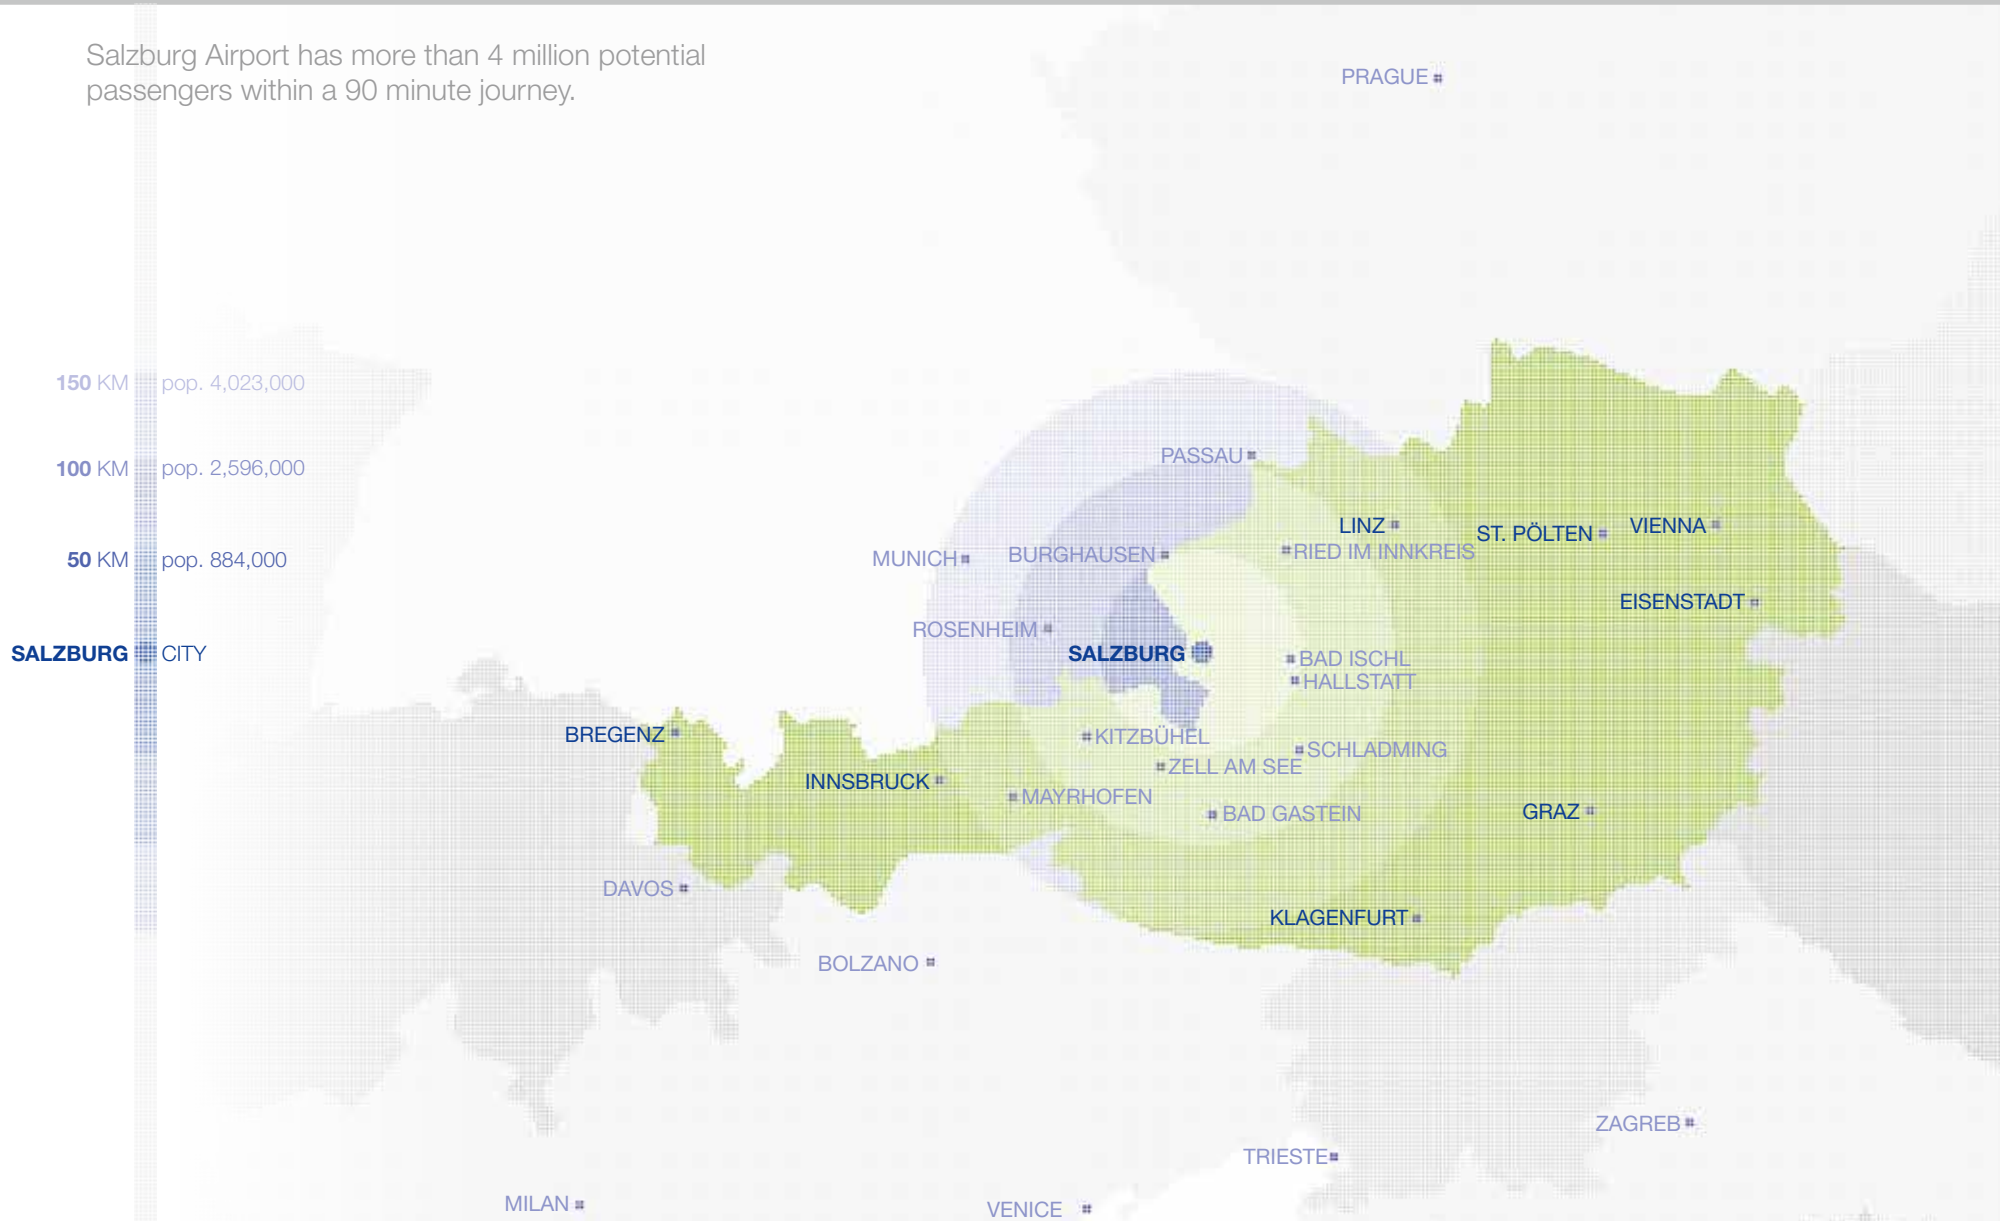 Salzburg Airport has more than 4 million potential
passengers within a 90 minute journey.
PRAGUE
150 KM pop. 4,023,000
100 KM pop. 2,596,000
50 KM pop. 884,000
SALZBURG CITY
PASSAU
LINZ
ST. PÖLTEN
VIENNA
MUNICH
BURGHAUSEN
RIED IM INNKREIS
EISENSTADT
ROSENHEIM
SALZBURG
BAD ISCHL
HALLSTATT
BREGENZ
KITZBÜHEL
SCHLADMING
ZELL AM SEE
INNSBRUCK
MAYRHOFEN
BAD GASTEIN
GRAZ
DAVOS
KLAGENFURT
BOLZANO
ZAGREB
TRIESTE
MILAN
VENICE